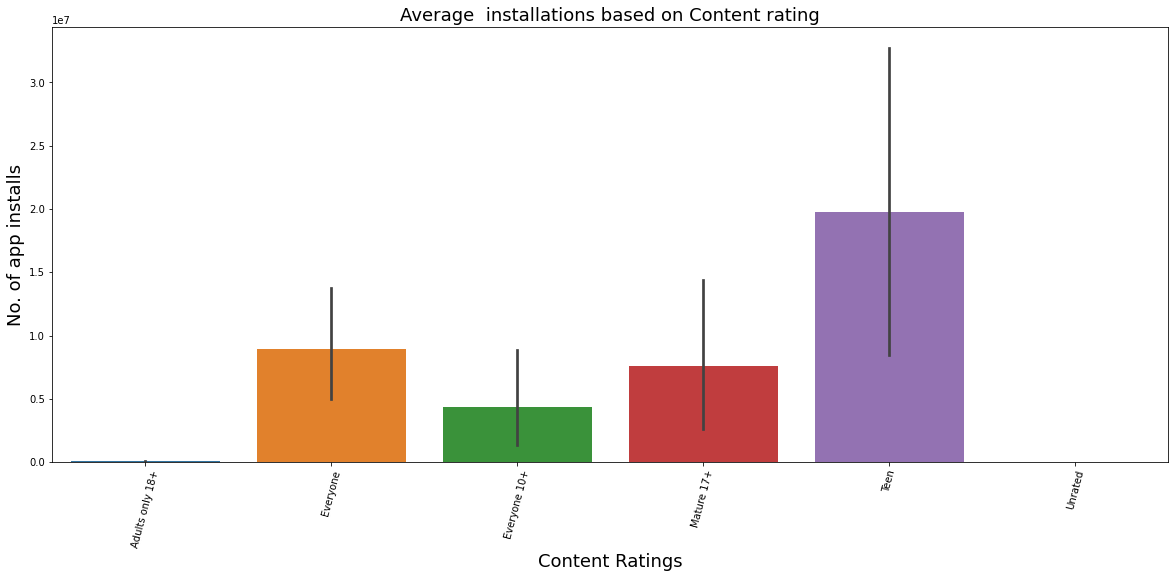 Average  installations based on Content rating
1e7
3.0
2.5
2.0
1.5
1.0
0.5
0.0
No. of app installs
Adults only 18+
Everyone
Everyone 10+
Mature 17+
Teen
Unrated
Content Ratings